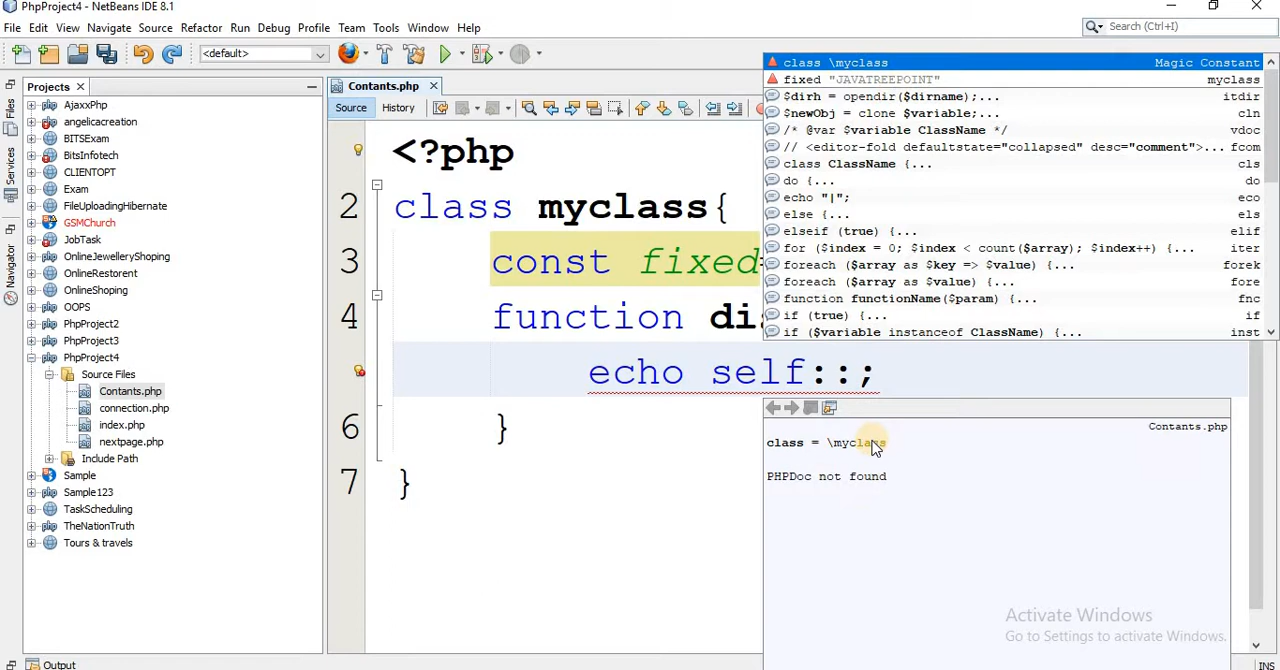 PhpProject4 - NetBeans IDE 8.1
File Edit View Navigate Source Refactor Run Debug Profile Team Tools Window Help
Search (Ctrl+I)
<default>
Projects
Files
Services
Navigator
AjaxxPhp
angelicacreation
BITSExam
BitsInfotech
CLIENTOPT
Exam
FileUploadingHibernate
GSMChurch
JobTask
OnlineJewelleryShoping
OnlineRestorent
OnlineShoping
OOPS
PhpProject2
PhpProject3
PhpProject4
Source Files
Contants.php
connection.php
index.php
nextpage.php
Include Path
Sample
Sample123
TaskScheduling
TheNationTruth
Tours & travels
Contants.php
Source History
<?php
2 class myclass{
3 const fixed
4 function dis
echo self::;
6 }
7 }
class \myclass Magic Constant
fixed "JAVATREEPOINT" myclass
$dirh = opendir($dirname);... itdir
$newObj = clone $variable;... cln
/* @var $variable ClassName */ vdoc
// <editor-fold defaultstate="collapsed" desc="comment">... fcom
class ClassName {... cls
do {... do
echo "|"; eco
else {... els
elseif (true) {... elif
for ($index = 0; $index < count($array); $index++) {... iter
foreach ($array as $key => $value) {... forek
foreach ($array as $value) {... fore
function functionName($param) {... fnc
if (true) {... if
if ($variable instanceof ClassName) {... inst
Contants.php
class = \myclass
PHPDoc not found
Activate Windows
Go to Settings to activate Windows.
Output
INS